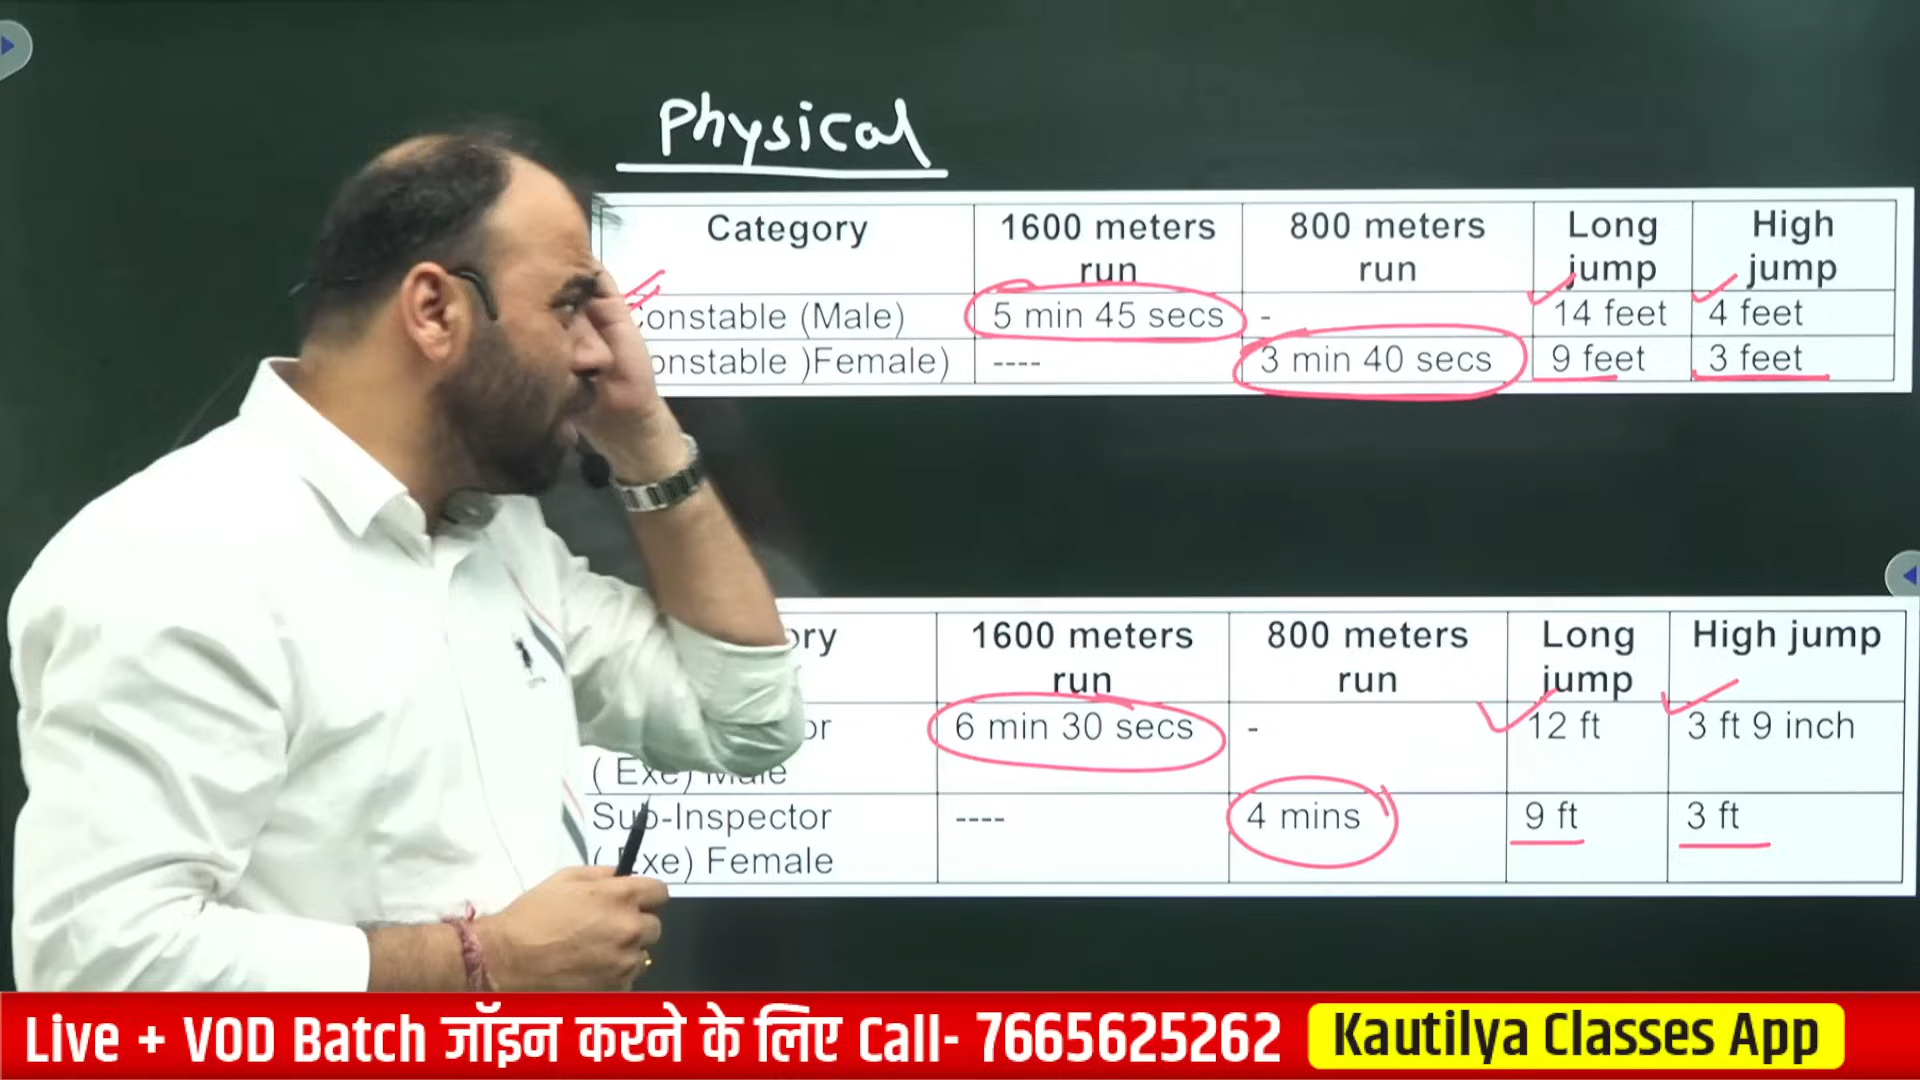 Physical
Category 1600 meters run 800 meters run Long jump High jump
Constable (Male) 5 min 45 secs - 14 feet 4 feet
onstable )Female) ---- 3 min 40 secs 9 feet 3 feet
ory 1600 meters run 800 meters run Long jump High jump
or ( Exe) Male 6 min 30 secs - 12 ft 3 ft 9 inch
Sub-Inspector (Exe) Female ---- 4 mins 9 ft 3 ft
Live + VOD Batch जॉइन करने के लिए Call- 7665625262 Kautilya Classes App